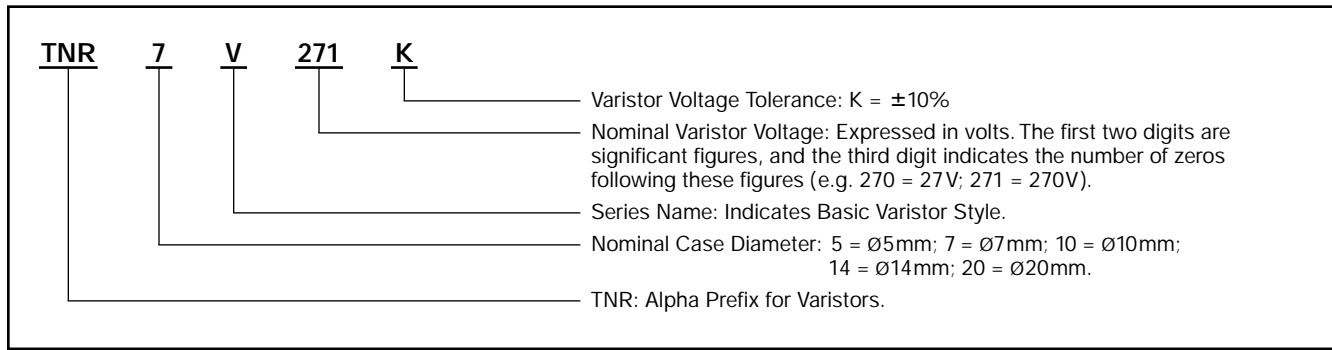 TNR 7 V 271 K
Varistor Voltage Tolerance: K = ±10%
Nominal Varistor Voltage: Expressed in volts. The first two digits are
significant figures, and the third digit indicates the number of zeros
following these figures (e.g. 270 = 27V; 271 = 270V).
Series Name: Indicates Basic Varistor Style.
Nominal Case Diameter: 5 = Ø5mm; 7 = Ø7mm; 10 = Ø10mm;
14 = Ø14mm; 20 = Ø20mm.
TNR: Alpha Prefix for Varistors.